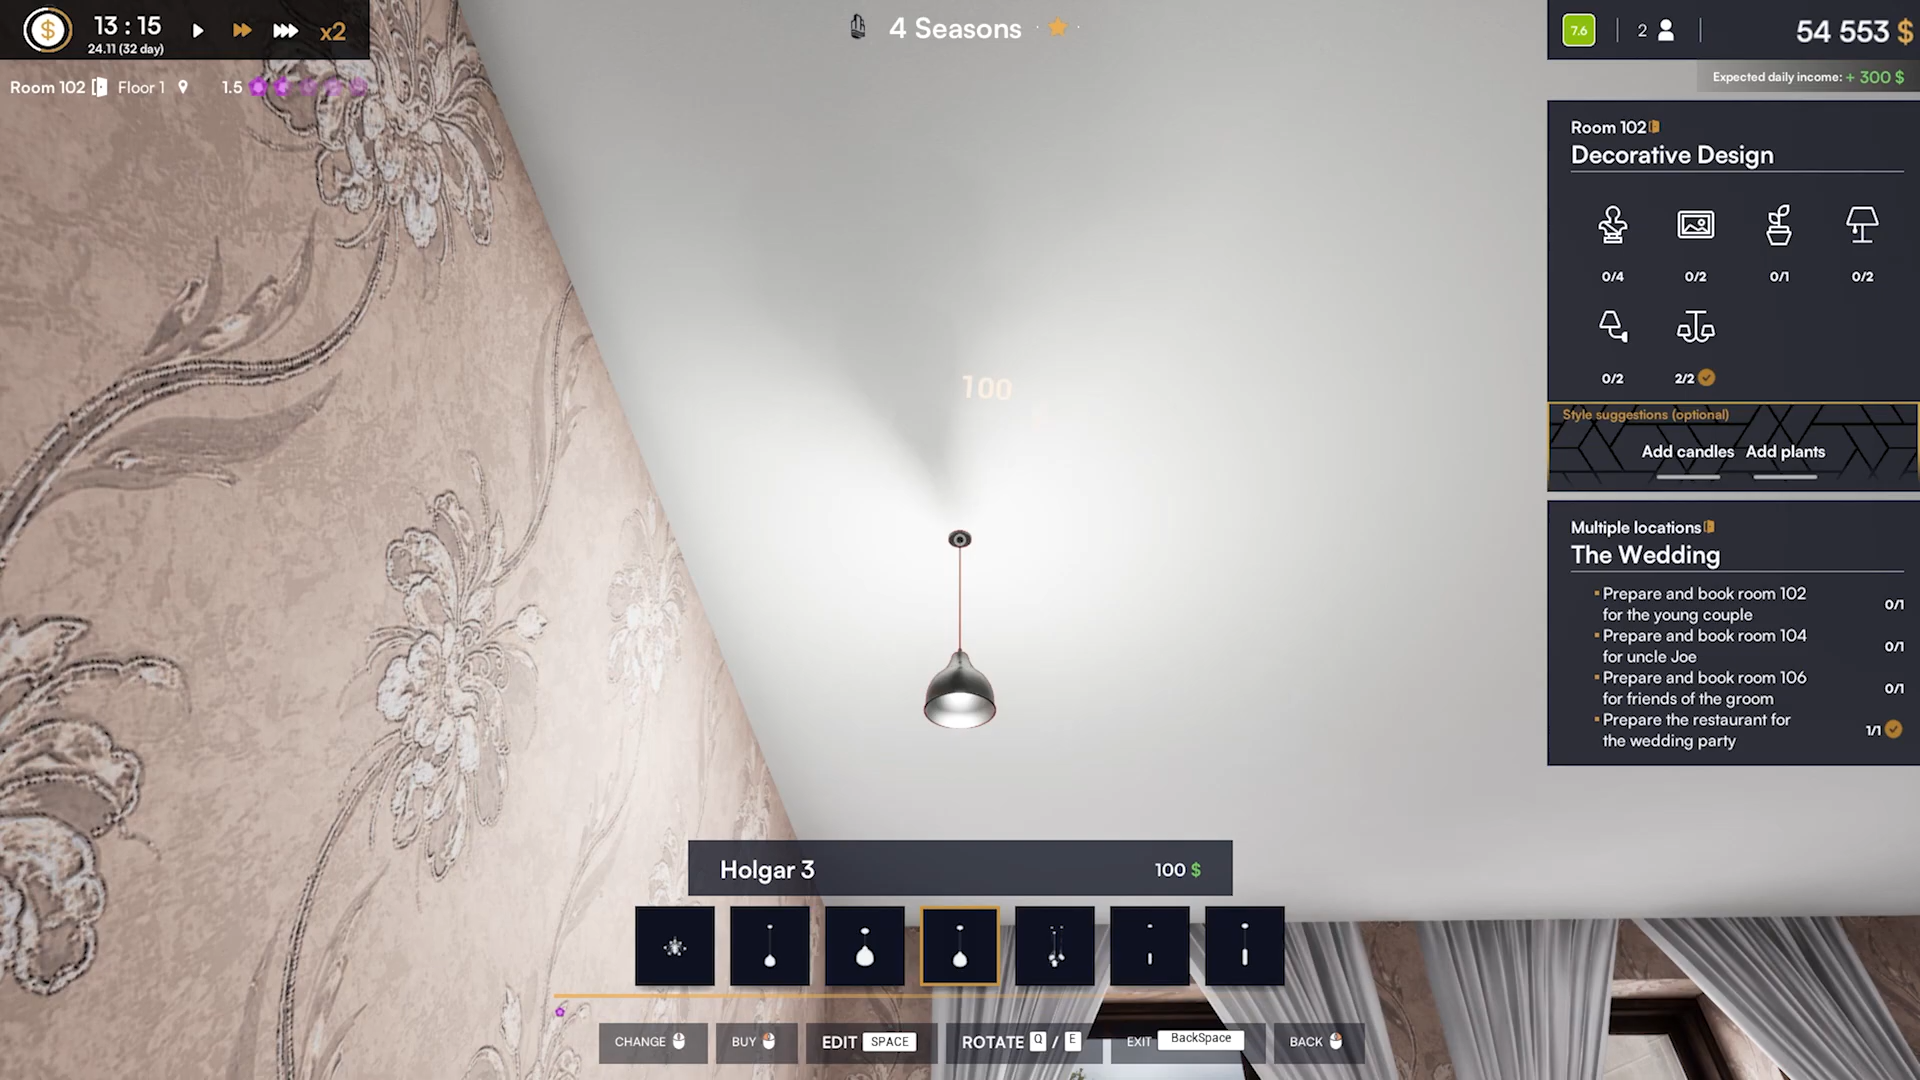 13 : 15
24.11 (32 day)
x2
4 Seasons
7.6
2
54 553 $
Expected daily income: + 300 $
Room 102
Floor 1
1.5
Room 102
Decorative Design
0/4
0/2
0/1
0/2
0/2
2/2
Style suggestions (optional)
Add candles Add plants
Multiple locations
The Wedding
Prepare and book room 102
for the young couple
0/1
Prepare and book room 104
for uncle Joe
0/1
Prepare and book room 106
for friends of the groom
0/1
Prepare the restaurant for
the wedding party
1/1
100
Holgar 3
100 $
CHANGE
BUY
EDIT SPACE
ROTATE Q / E
EXIT BackSpace
BACK